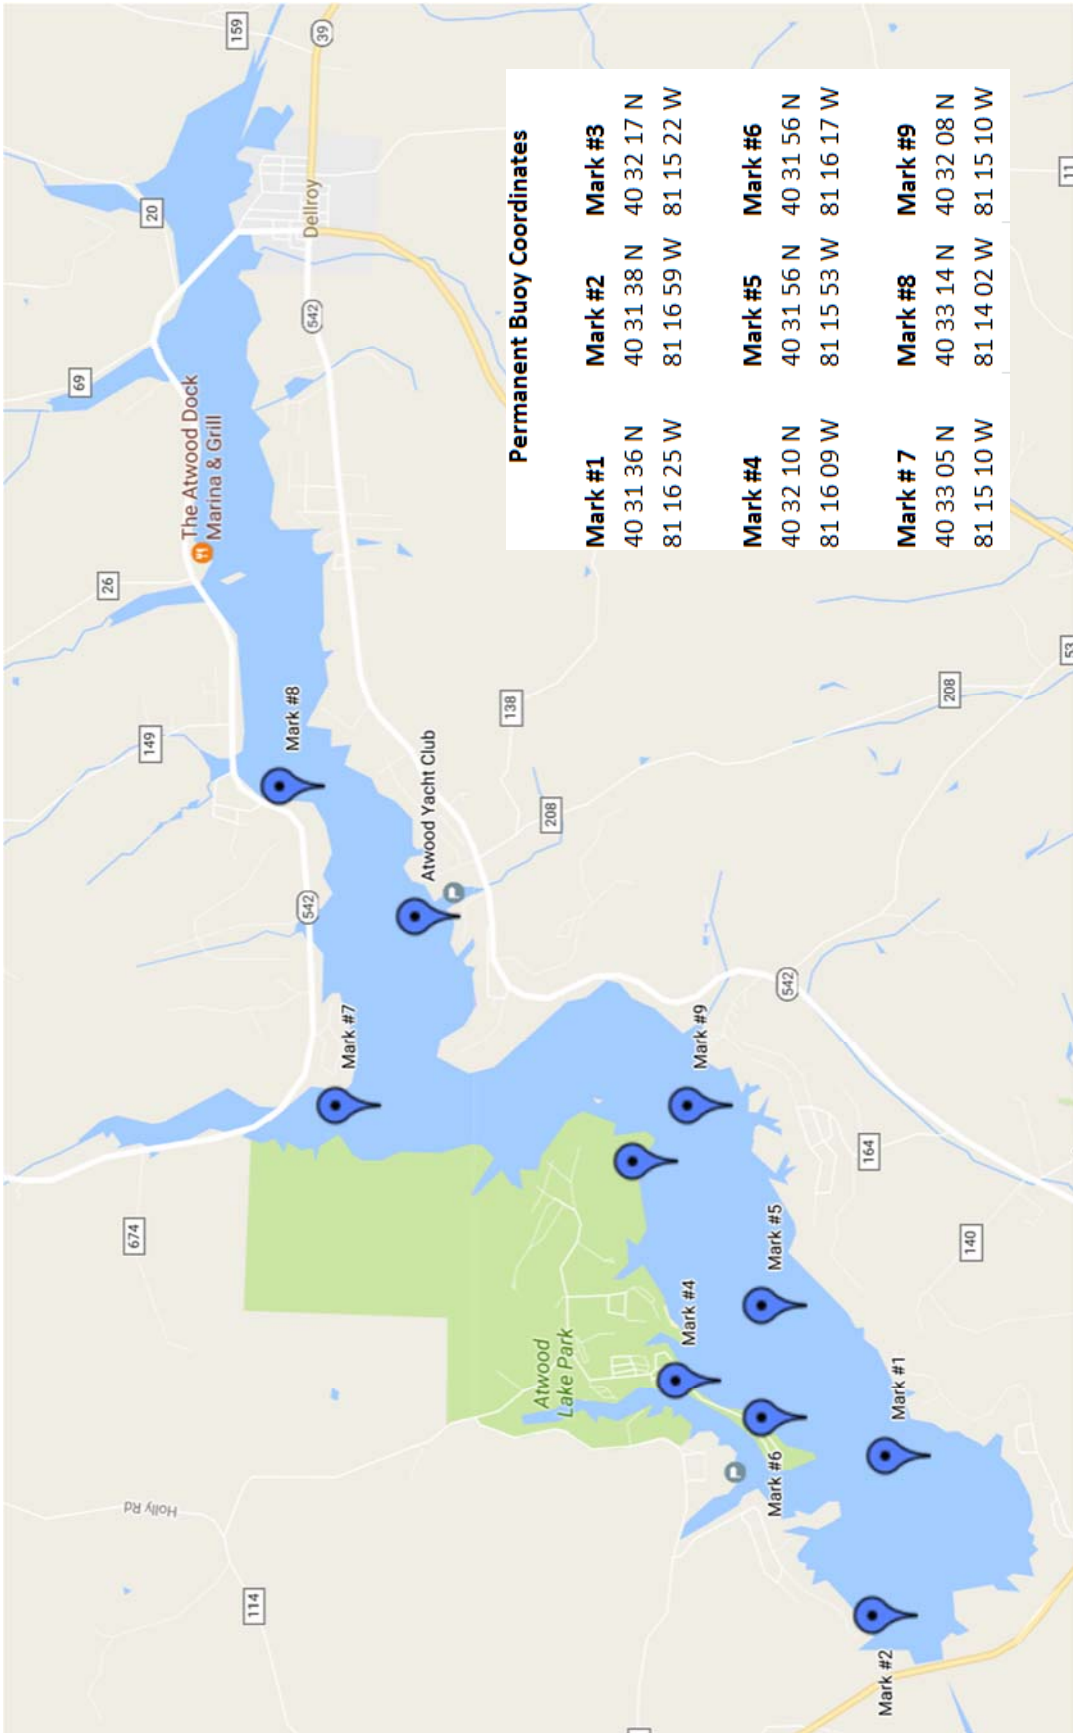 159
39
20
Dellroy
542
69
The Atwood Dock
Marina & Grill
26
Mark #8
149
138
Atwood Yacht Club
208
208
53
11
542
Mark #7
Mark #9
542
674
164
140
Mark #5
Mark #4
Atwood
Lake Park
Mark #1
Mark #6
Holly Rd
114
Mark #2
Permanent Buoy Coordinates
Mark #1 Mark #2 Mark #3
40 31 36 N 40 31 38 N 40 32 17 N
81 16 25 W 81 16 59 W 81 15 22 W
Mark #4 Mark #5 Mark #6
40 32 10 N 40 31 56 N 40 31 56 N
81 16 09 W 81 15 53 W 81 16 17 W
Mark # 7 Mark #8 Mark #9
40 33 05 N 40 33 14 N 40 32 08 N
81 15 10 W 81 14 02 W 81 15 10 W